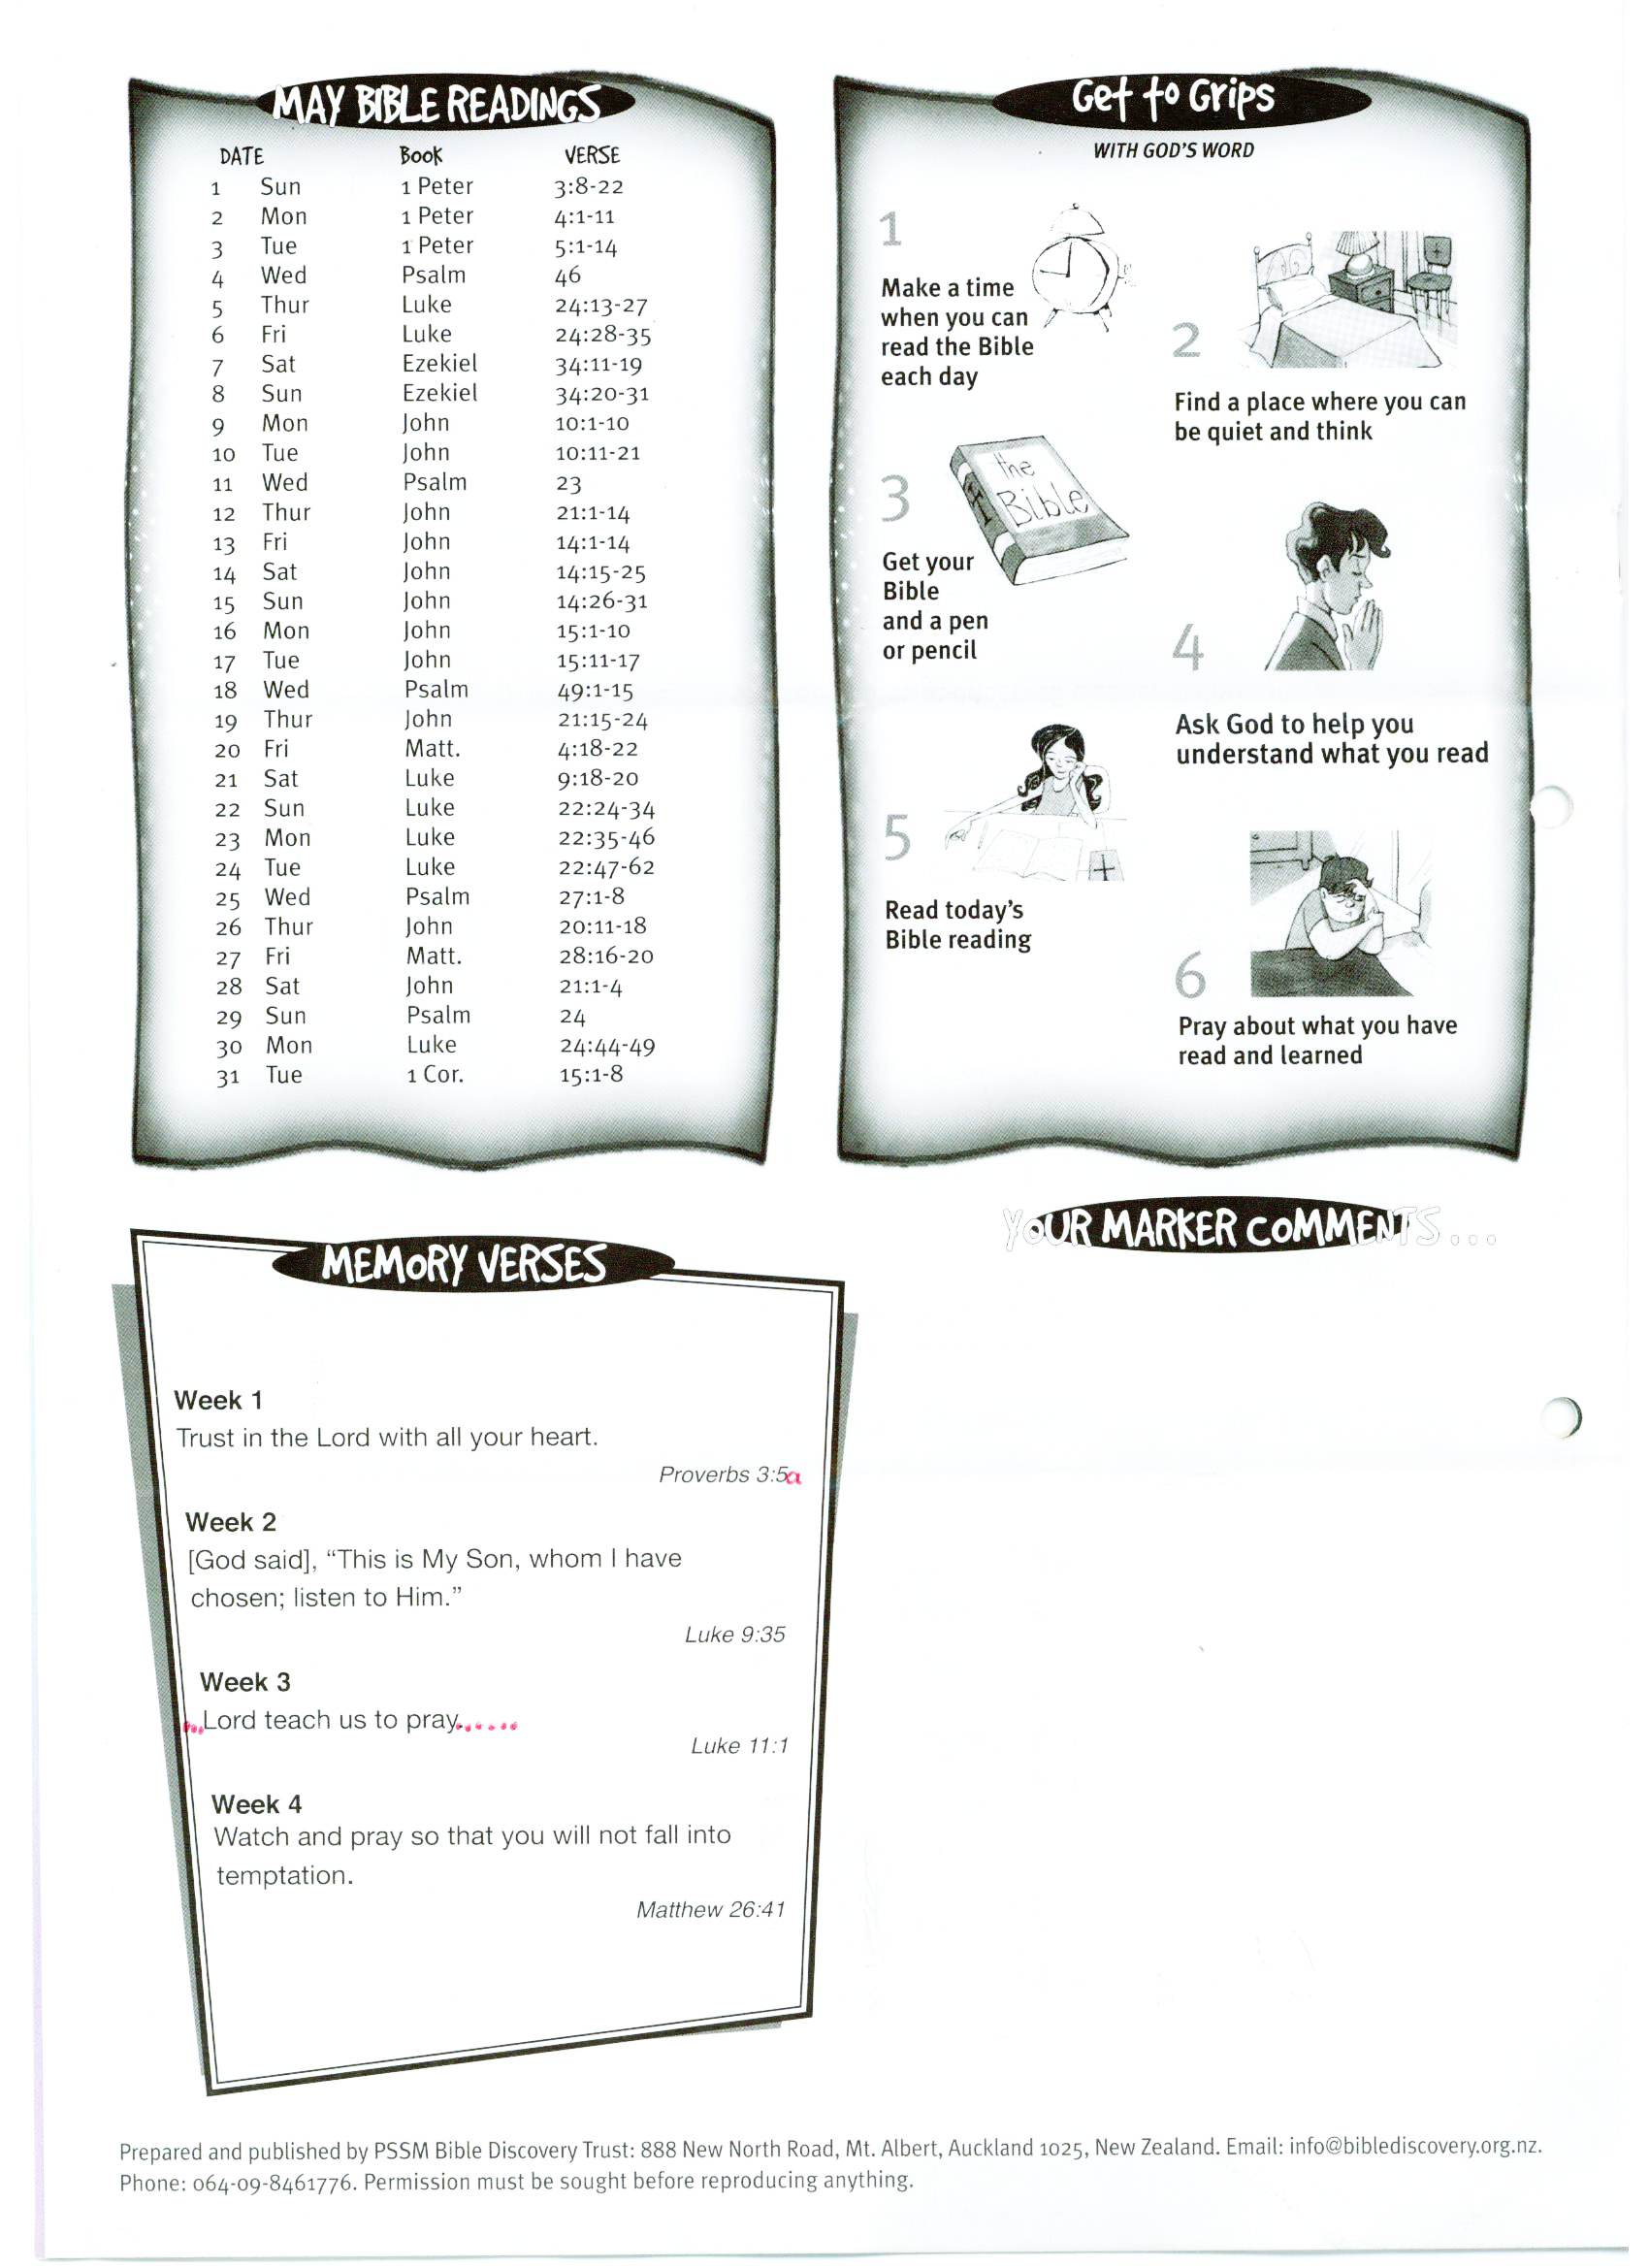 MAY BIBLE READINGS
DATE Book VERSE
1 Sun 1 Peter 3:8-22
2 Mon 1 Peter 4:1-11
3 Tue 1 Peter 5:1-14
4 Wed Psalm 46
5 Thur Luke 24:13-27
6 Fri Luke 24:28-35
7 Sat Ezekiel 34:11-19
8 Sun Ezekiel 34:20-31
9 Mon John 10:1-10
10 Tue John 10:11-21
11 Wed Psalm 23
12 Thur John 21:1-14
13 Fri John 14:1-14
14 Sat John 14:15-25
15 Sun John 14:26-31
16 Mon John 15:1-10
17 Tue John 15:11-17
18 Wed Psalm 49:1-15
19 Thur John 21:15-24
20 Fri Matt. 4:18-22
21 Sat Luke 9:18-20
22 Sun Luke 22:24-34
23 Mon Luke 22:35-46
24 Tue Luke 22:47-62
25 Wed Psalm 27:1-8
26 Thur John 20:11-18
27 Fri Matt. 28:16-20
28 Sat John 21:1-4
29 Sun Psalm 24
30 Mon Luke 24:44-49
31 Tue 1 Cor. 15:1-8
Get to Grips
WITH GOD'S WORD
1
Make a time
when you can
read the Bible
each day
2
Find a place where you can
be quiet and think
3
the
Bible
Get your
Bible
and a pen
or pencil
4
Ask God to help you
understand what you read
5
Read today's
Bible reading
6
Pray about what you have
read and learned
MEMORY VERSES
Week 1
Trust in the Lord with all your heart.
Proverbs 3:5a
Week 2
[God said], “This is My Son, whom I have
chosen; listen to Him.”
Luke 9:35
Week 3
...Lord teach us to pray......
Luke 11:1
Week 4
Watch and pray so that you will not fall into
temptation.
Matthew 26:41
YOUR MARKER COMMENTS...
Prepared and published by PSSM Bible Discovery Trust: 888 New North Road, Mt. Albert, Auckland 1025, New Zealand. Email: info@biblediscovery.org.nz.
Phone: 064-09-8461776. Permission must be sought before reproducing anything.